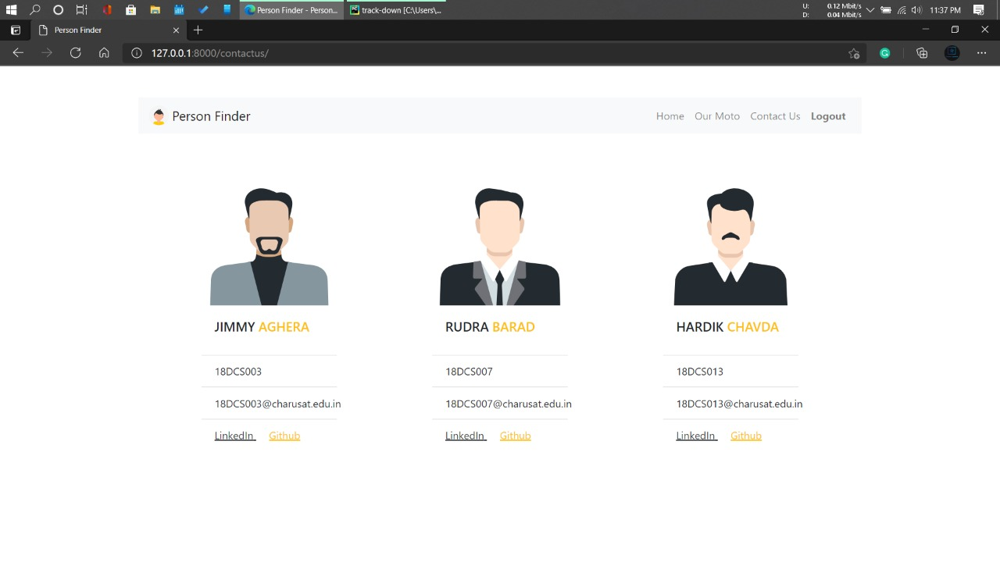 Person Finder - Person...
track-down [C:\Users\...
U: 0.12 Mbit/s
D: 0.04 Mbit/s
11:37 PM
Person Finder
127.0.0.1:8000/contactus/
Person Finder
Home Our Moto Contact Us Logout
JIMMY AGHERA
RUDRA BARAD
HARDIK CHAVDA
18DCS003
18DCS007
18DCS013
18DCS003@charusat.edu.in
18DCS007@charusat.edu.in
18DCS013@charusat.edu.in
LinkedIn Github
LinkedIn Github
LinkedIn Github